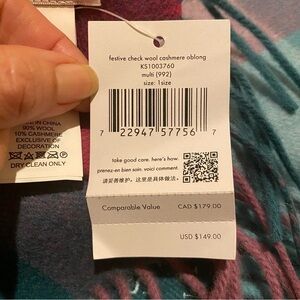 festive check wool cashmere oblong
KS1003760
multi (992)
size: 1size
7 22947 57756 7
take good care. here's how.
prenez-en bien soin. voici comment.
请妥善维护。这里是具体做法。
Comparable Value CAD $179.00
USD $149.00
IN CHINA
90% WOOL
10% CASHMERE
EXCLUSIVE OF DECORATION
DRY CLEAN ONLY